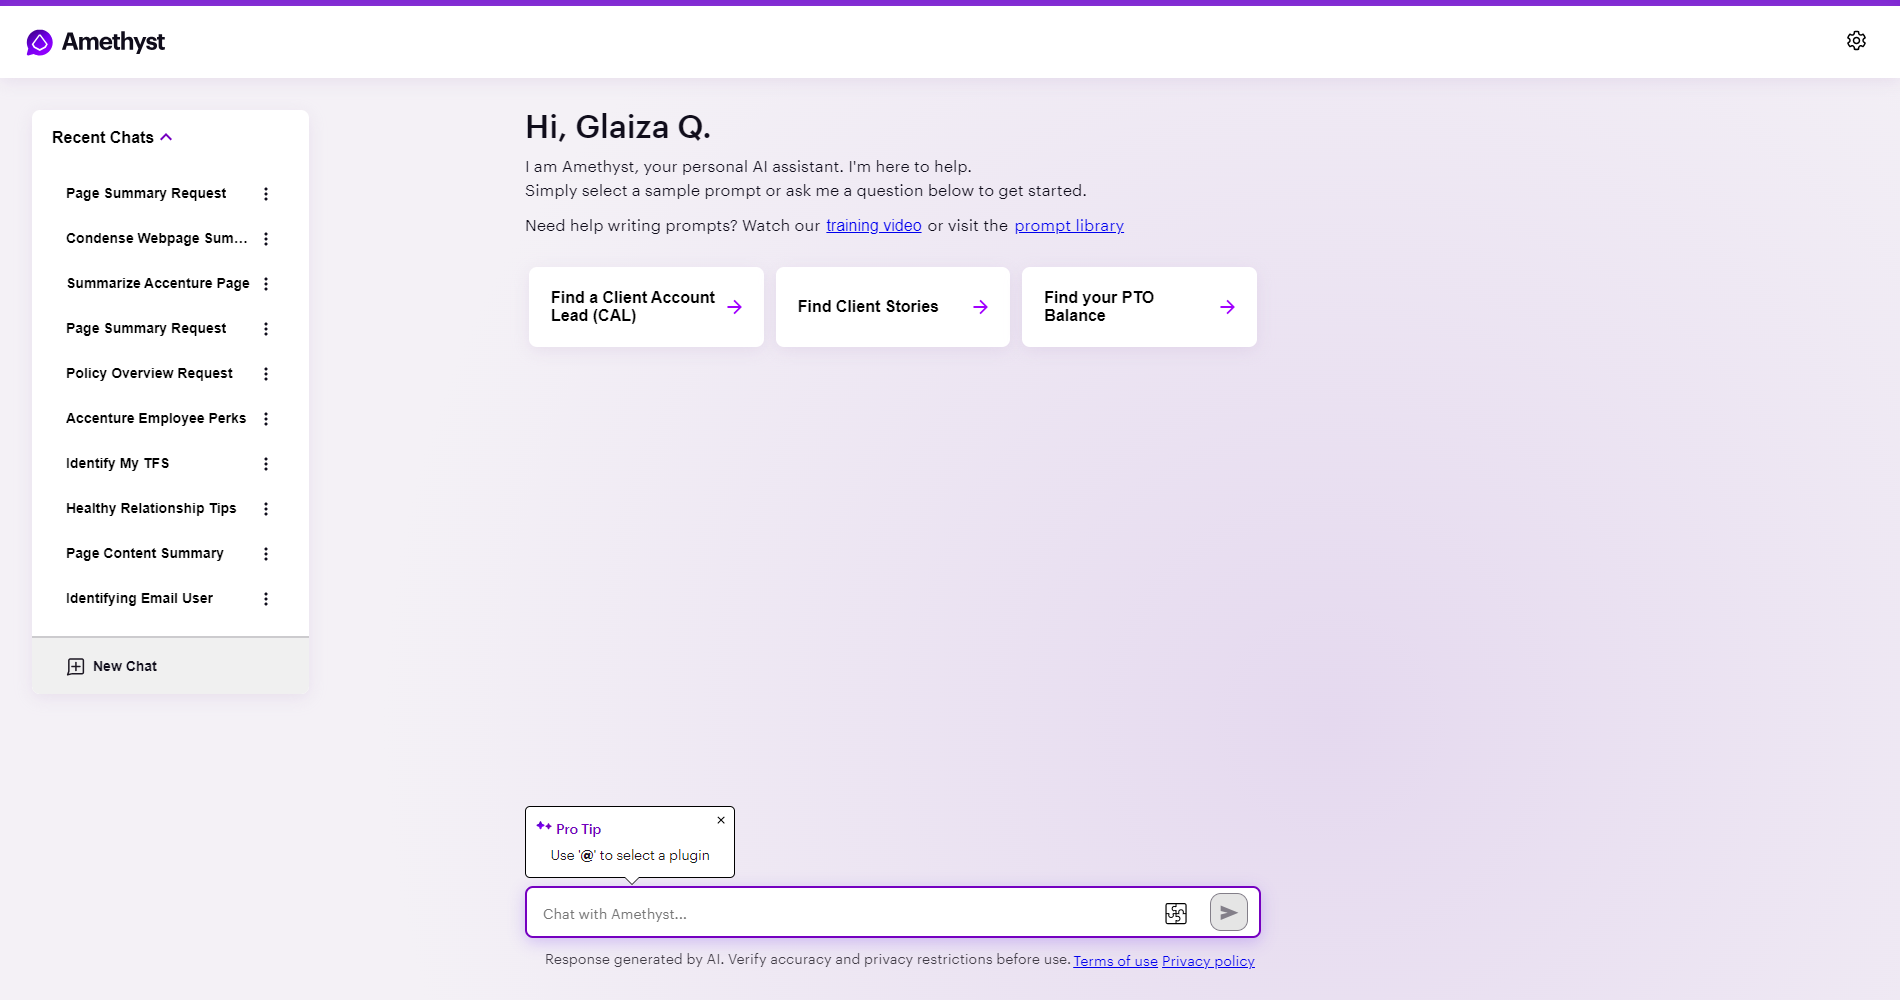 Amethyst
Recent Chats
Page Summary Request
Condense Webpage Sum...
Summarize Accenture Page
Page Summary Request
Policy Overview Request
Accenture Employee Perks
Identify My TFS
Healthy Relationship Tips
Page Content Summary
Identifying Email User
New Chat
Hi, Glaiza Q.
I am Amethyst, your personal AI assistant. I'm here to help.
Simply select a sample prompt or ask me a question below to get started.
Need help writing prompts? Watch our training video or visit the prompt library
Find a Client Account
Lead (CAL)
Find Client Stories
Find your PTO
Balance
Pro Tip
Use '@' to select a plugin
Chat with Amethyst...
Response generated by AI. Verify accuracy and privacy restrictions before use. Terms of use Privacy policy